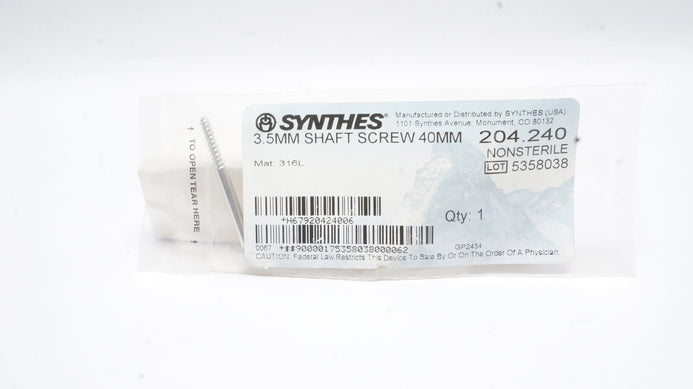 SYNTHES®
Manufactured or Distributed by SYNTHES (USA)
1101 Synthes Avenue, Monument, CO 80132
3.5MM SHAFT SCREW 40MM
204.240
NONSTERILE
LOT 5358038
Mat. 316L
+H67920424006
Qty: 1
0067 +$$90000175358038000062
GP2434
CAUTION: Federal Law Restricts This Device To Sale By Or On The Order Of A Physician.
↑ TO OPEN TEAR HERE ↑